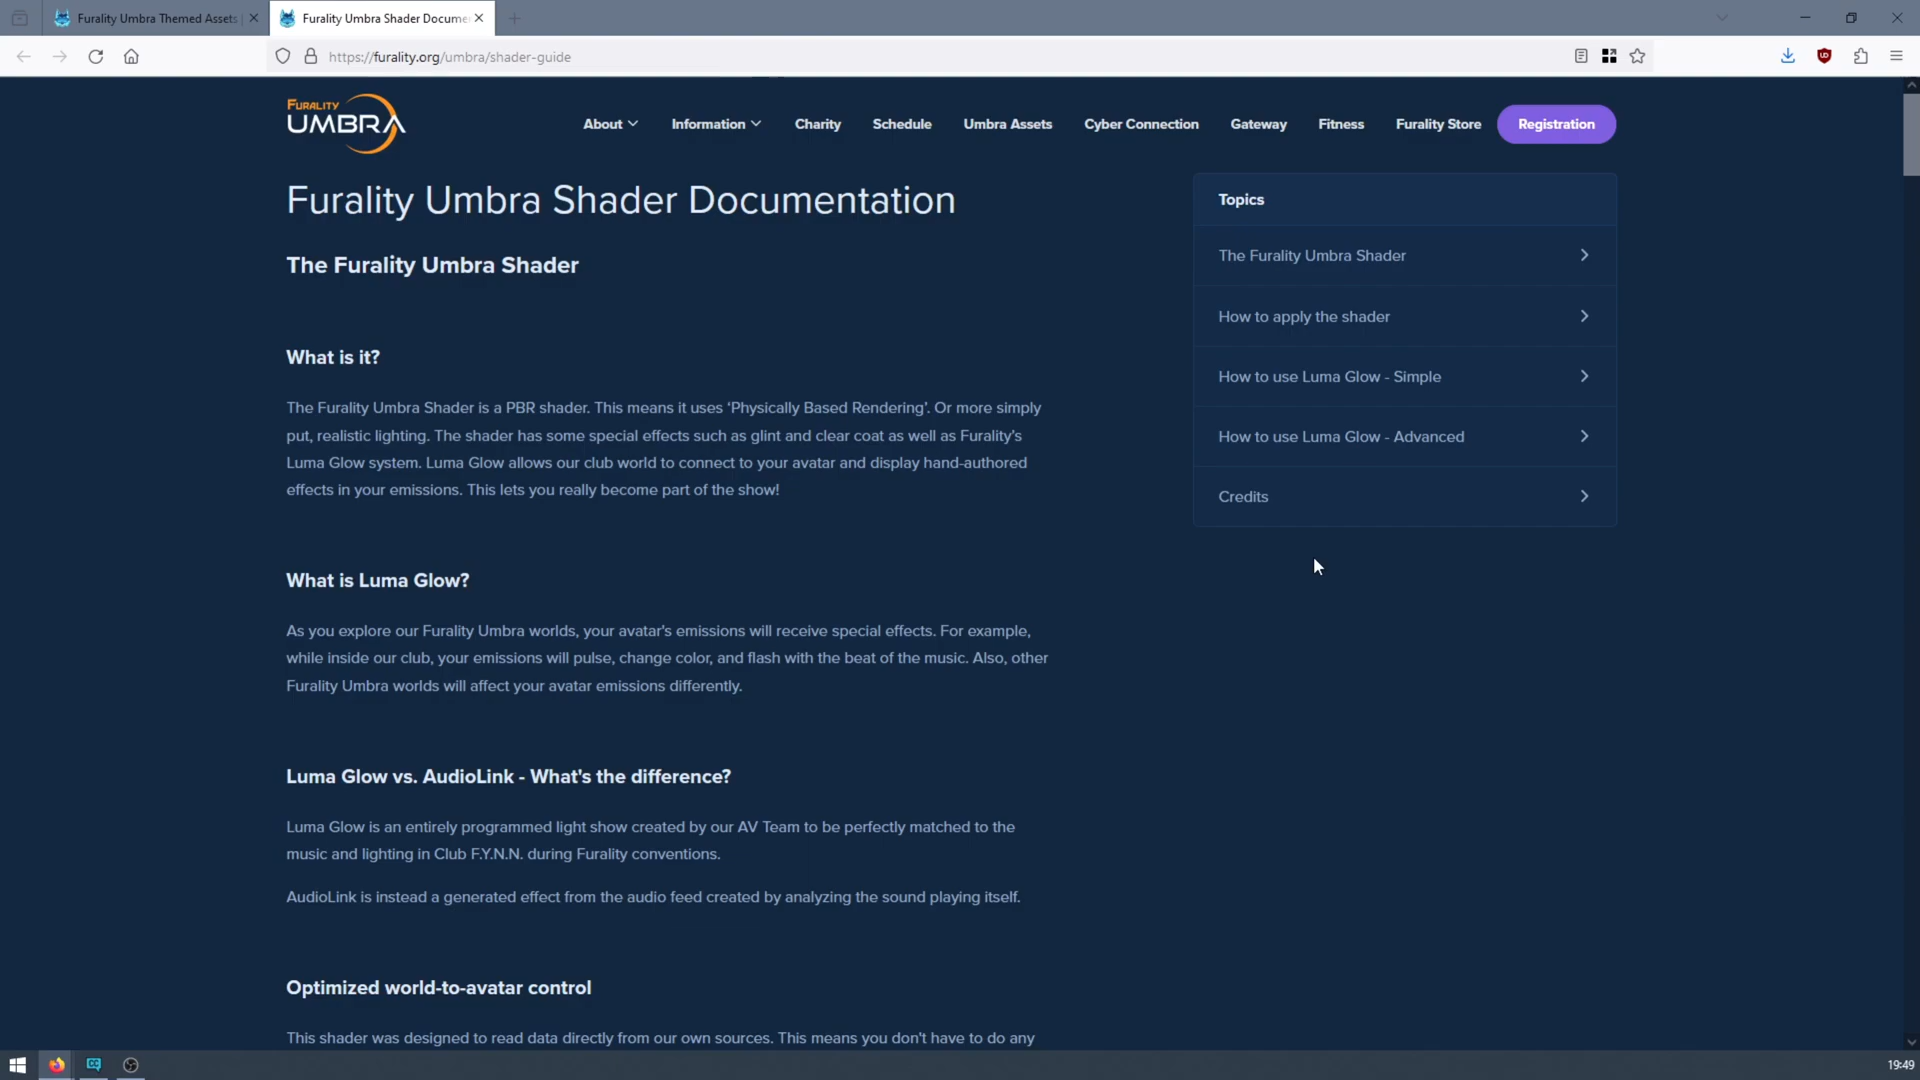 Furality Umbra Themed Assets |
Furality Umbra Shader Docume
https://furality.org/umbra/shader-guide
FURALITY
UMBRA
About
Information
Charity
Schedule
Umbra Assets
Cyber Connection
Gateway
Fitness
Furality Store
Registration
Furality Umbra Shader Documentation
The Furality Umbra Shader
What is it?
The Furality Umbra Shader is a PBR shader. This means it uses ‘Physically Based Rendering’. Or more simply
put, realistic lighting. The shader has some special effects such as glint and clear coat as well as Furality's
Luma Glow system. Luma Glow allows our club world to connect to your avatar and display hand-authored
effects in your emissions. This lets you really become part of the show!
What is Luma Glow?
As you explore our Furality Umbra worlds, your avatar's emissions will receive special effects. For example,
while inside our club, your emissions will pulse, change color, and flash with the beat of the music. Also, other
Furality Umbra worlds will affect your avatar emissions differently.
Luma Glow vs. AudioLink - What's the difference?
Luma Glow is an entirely programmed light show created by our AV Team to be perfectly matched to the
music and lighting in Club F.Y.N.N. during Furality conventions.
AudioLink is instead a generated effect from the audio feed created by analyzing the sound playing itself.
Optimized world-to-avatar control
This shader was designed to read data directly from our own sources. This means you don't have to do any
Topics
The Furality Umbra Shader
How to apply the shader
How to use Luma Glow - Simple
How to use Luma Glow - Advanced
Credits
19:49